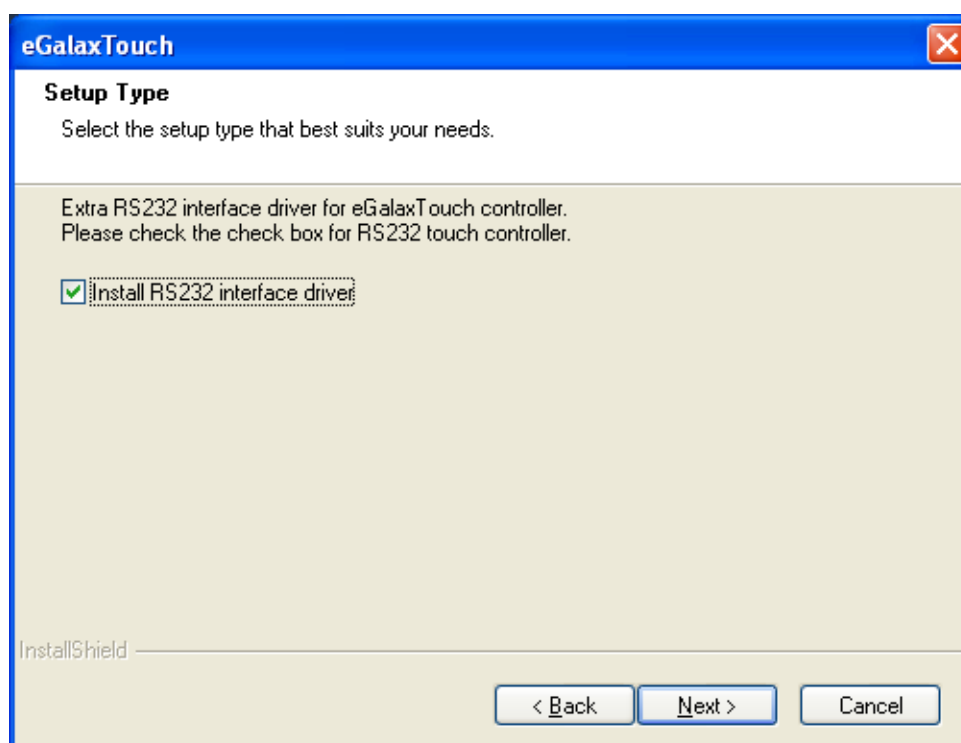 eGalaxTouch
Setup Type
Select the setup type that best suits your needs.
Extra RS232 interface driver for eGalaxTouch controller.
Please check the check box for RS232 touch controller.
Install RS232 interface driver
InstallShield
< Back Next > Cancel